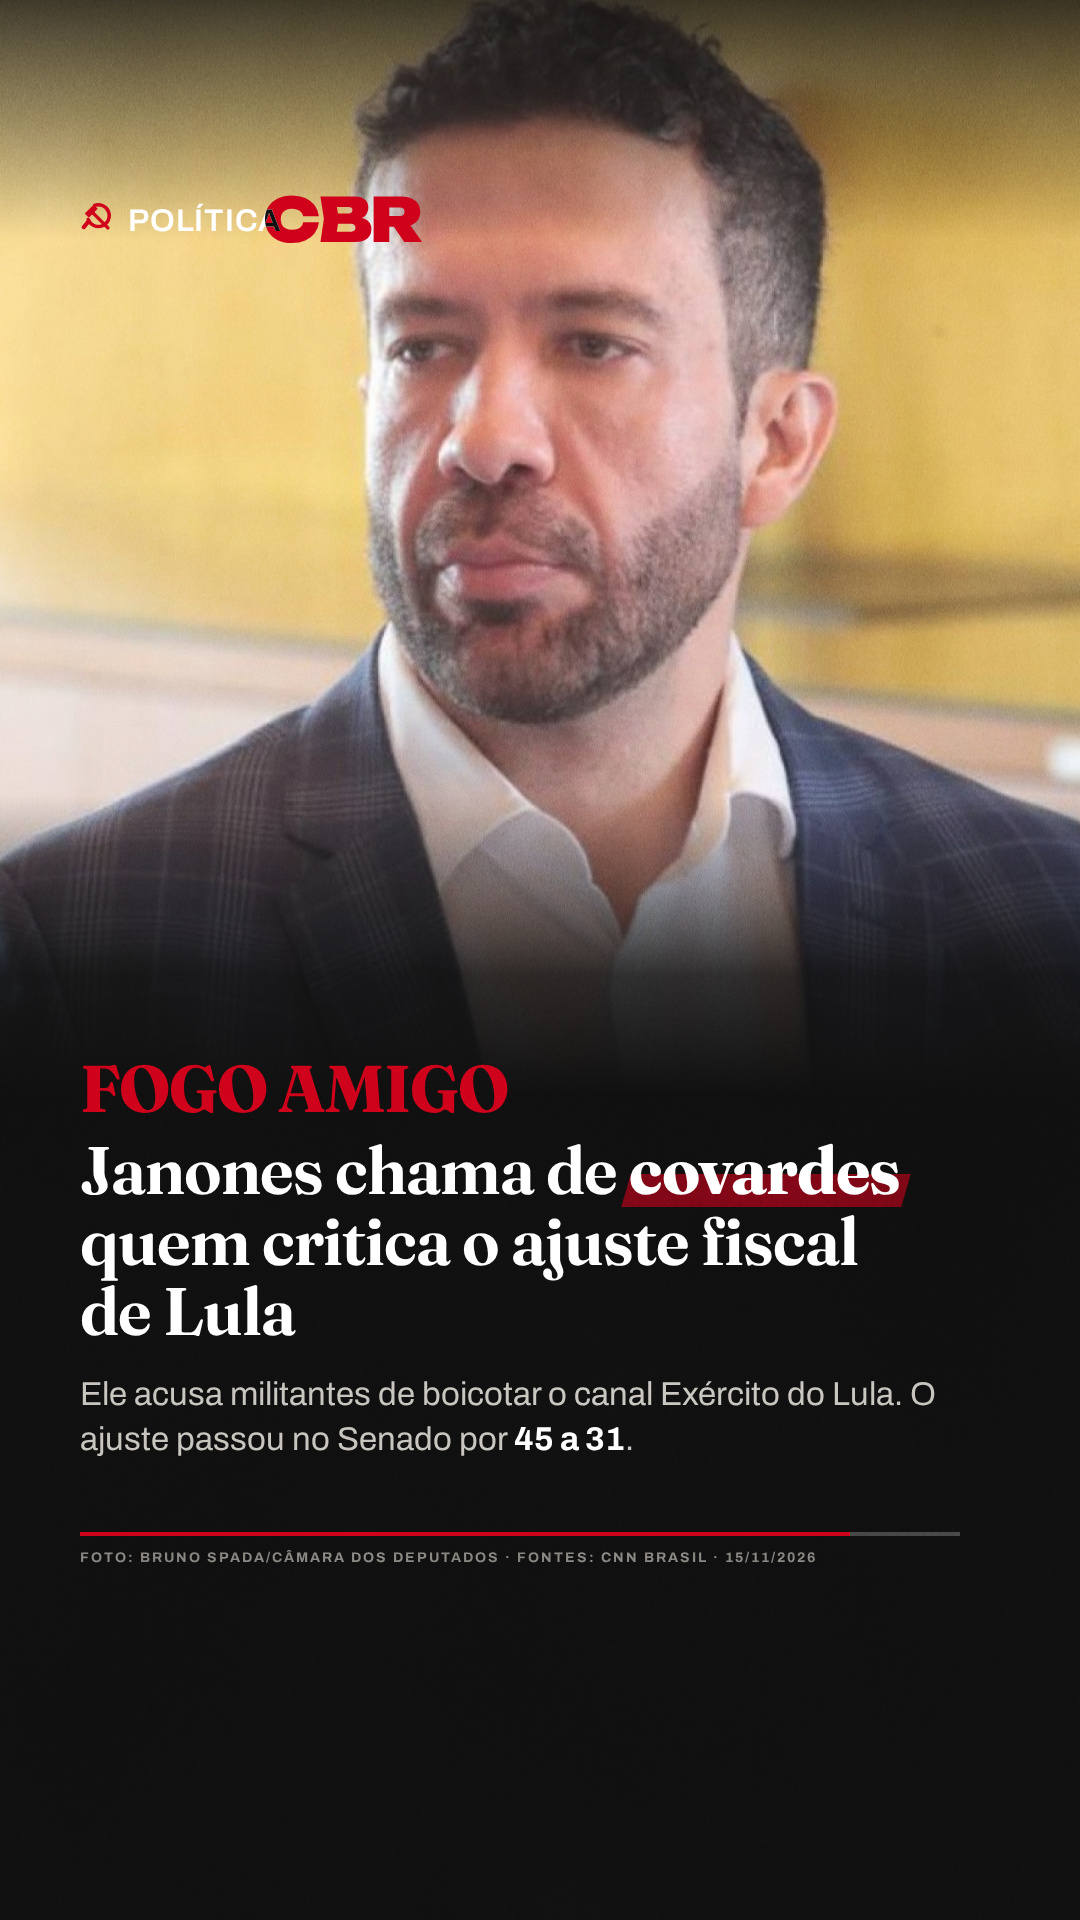 POLÍTICA CBR
FOGO AMIGO
Janones chama de covardes
quem critica o ajuste fiscal
de Lula
Ele acusa militantes de boicotar o canal Exército do Lula. O
ajuste passou no Senado por 45 a 31.
FOTO: BRUNO SPADA/CÂMARA DOS DEPUTADOS · FONTES: CNN BRASIL · 15/11/2026